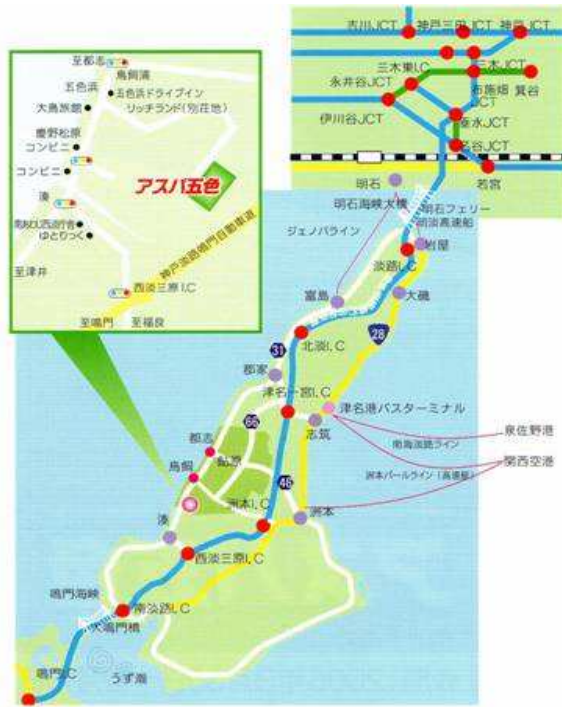 至都志
鳥飼浦
五色浜
五色浜ドライブイン
大鳥旅館
リッチランド(別荘地)
慶野松原
コンビニ
コンビニ
アスパ五色
湊
南あわじ西淡庁舎
ゆとりっく
至津井
神戸淡路鳴門自動車道
西淡三原I.C
至鳴門
至福良
吉川JCT
神戸三田JCT
神戸JCT
三木東I.C
三木JCT
永井谷JCT
布施畑JCT
箕谷
伊川谷JCT
垂水JCT
名谷JCT
若宮
明石
明石海峡大橋
明石フェリー
明淡高速船
ジェノバライン
岩屋
淡路I.C
富島
大磯
28
北淡I.C
31
郡家
津名一宮I.C
津名港バスターミナル
66
志筑
泉佐野港
都志
南海淡路ライン
鮎原
関西空港
鳥飼
洲本パールライン(高速艇)
46
洲本I.C
湊
洲本
西淡三原I.C
鳴門海峡
南淡路I.C
大鳴門橋
鳴門I.C
うず潮